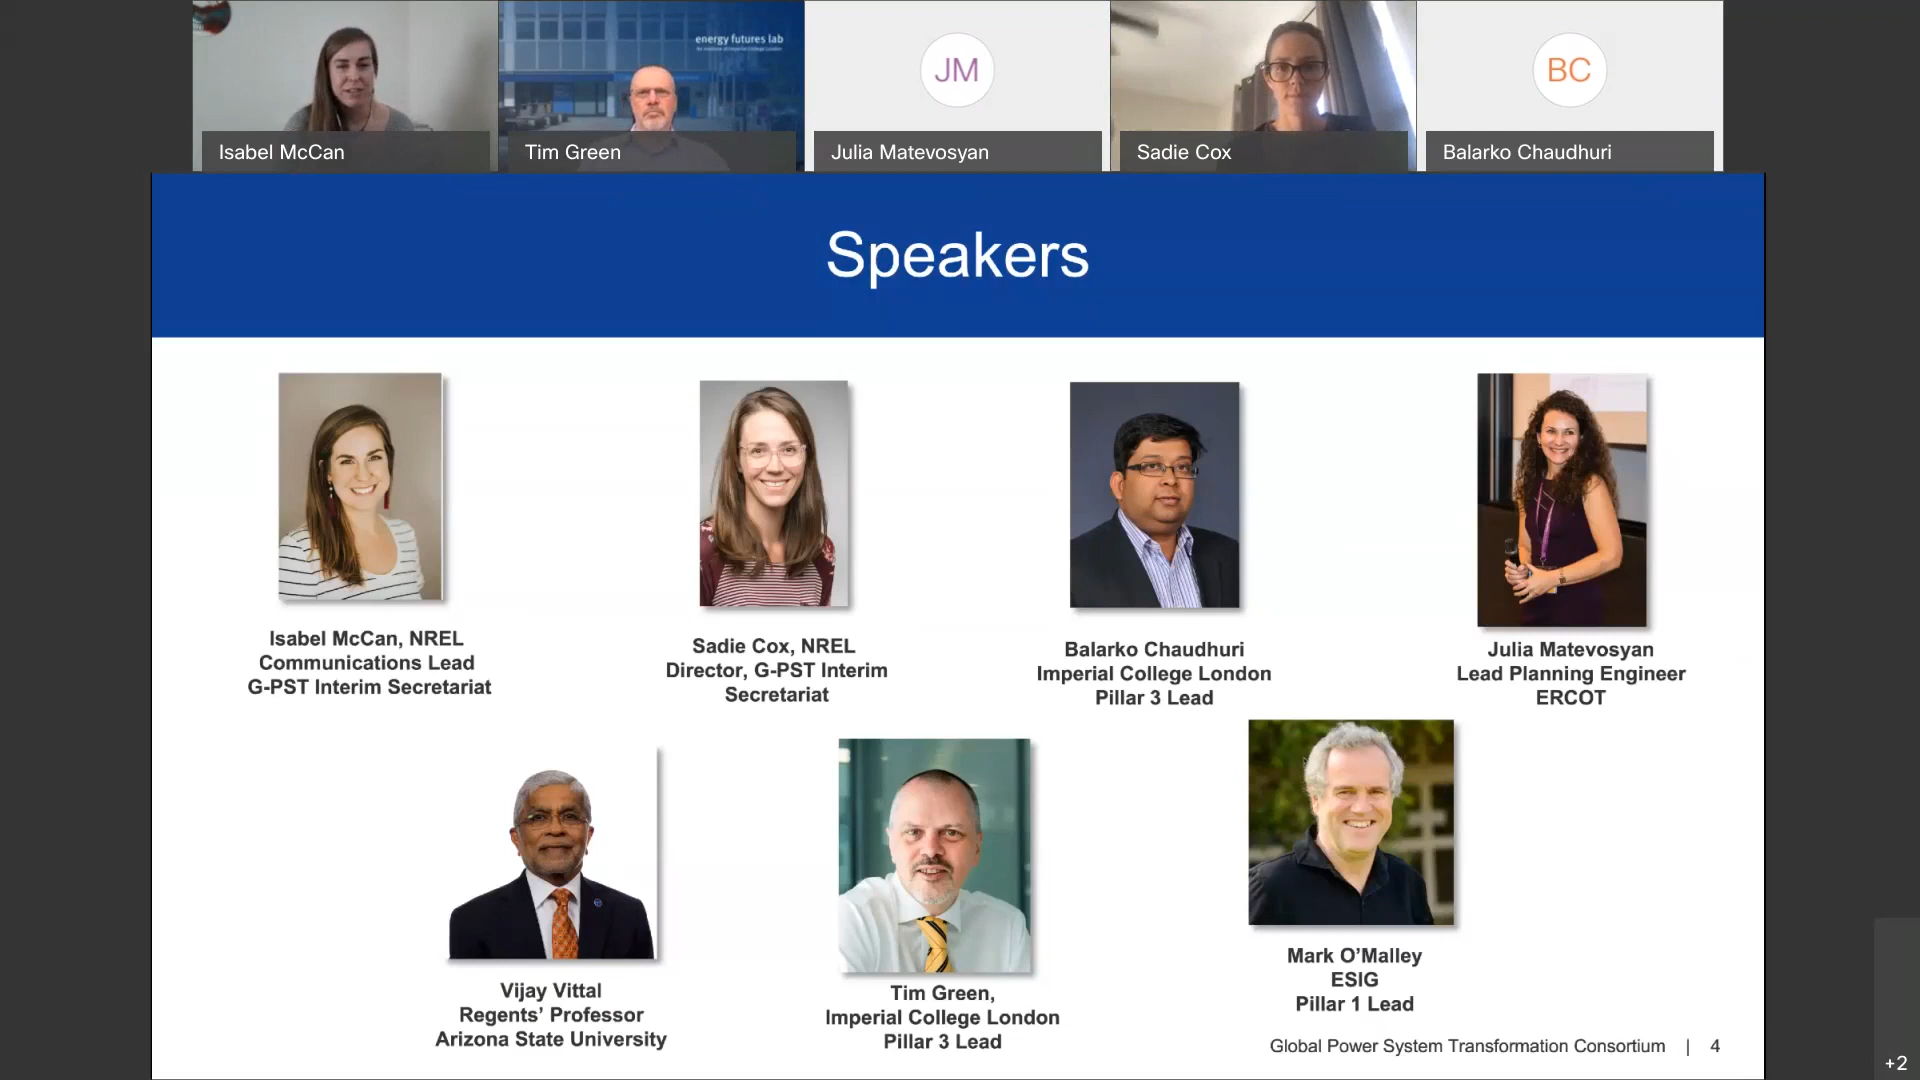 energy futures lab
JM
BC
Isabel McCan
Tim Green
Julia Matevosyan
Sadie Cox
Balarko Chaudhuri
Speakers
Isabel McCan, NREL
Communications Lead
G-PST Interim Secretariat
Sadie Cox, NREL
Director, G-PST Interim
Secretariat
Balarko Chaudhuri
Imperial College London
Pillar 3 Lead
Julia Matevosyan
Lead Planning Engineer
ERCOT
Vijay Vittal
Regents' Professor
Arizona State University
Tim Green,
Imperial College London
Pillar 3 Lead
Mark O'Malley
ESIG
Pillar 1 Lead
Global Power System Transformation Consortium | 4
+2